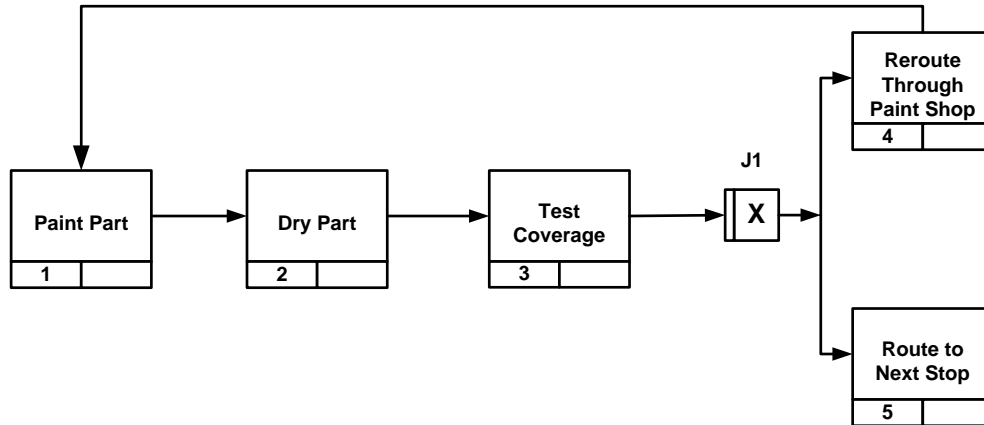 Reroute
Through
Paint Shop
4
J1
Paint Part
1
Dry Part
2
Test
Coverage
3
X
Route to
Next Stop
5